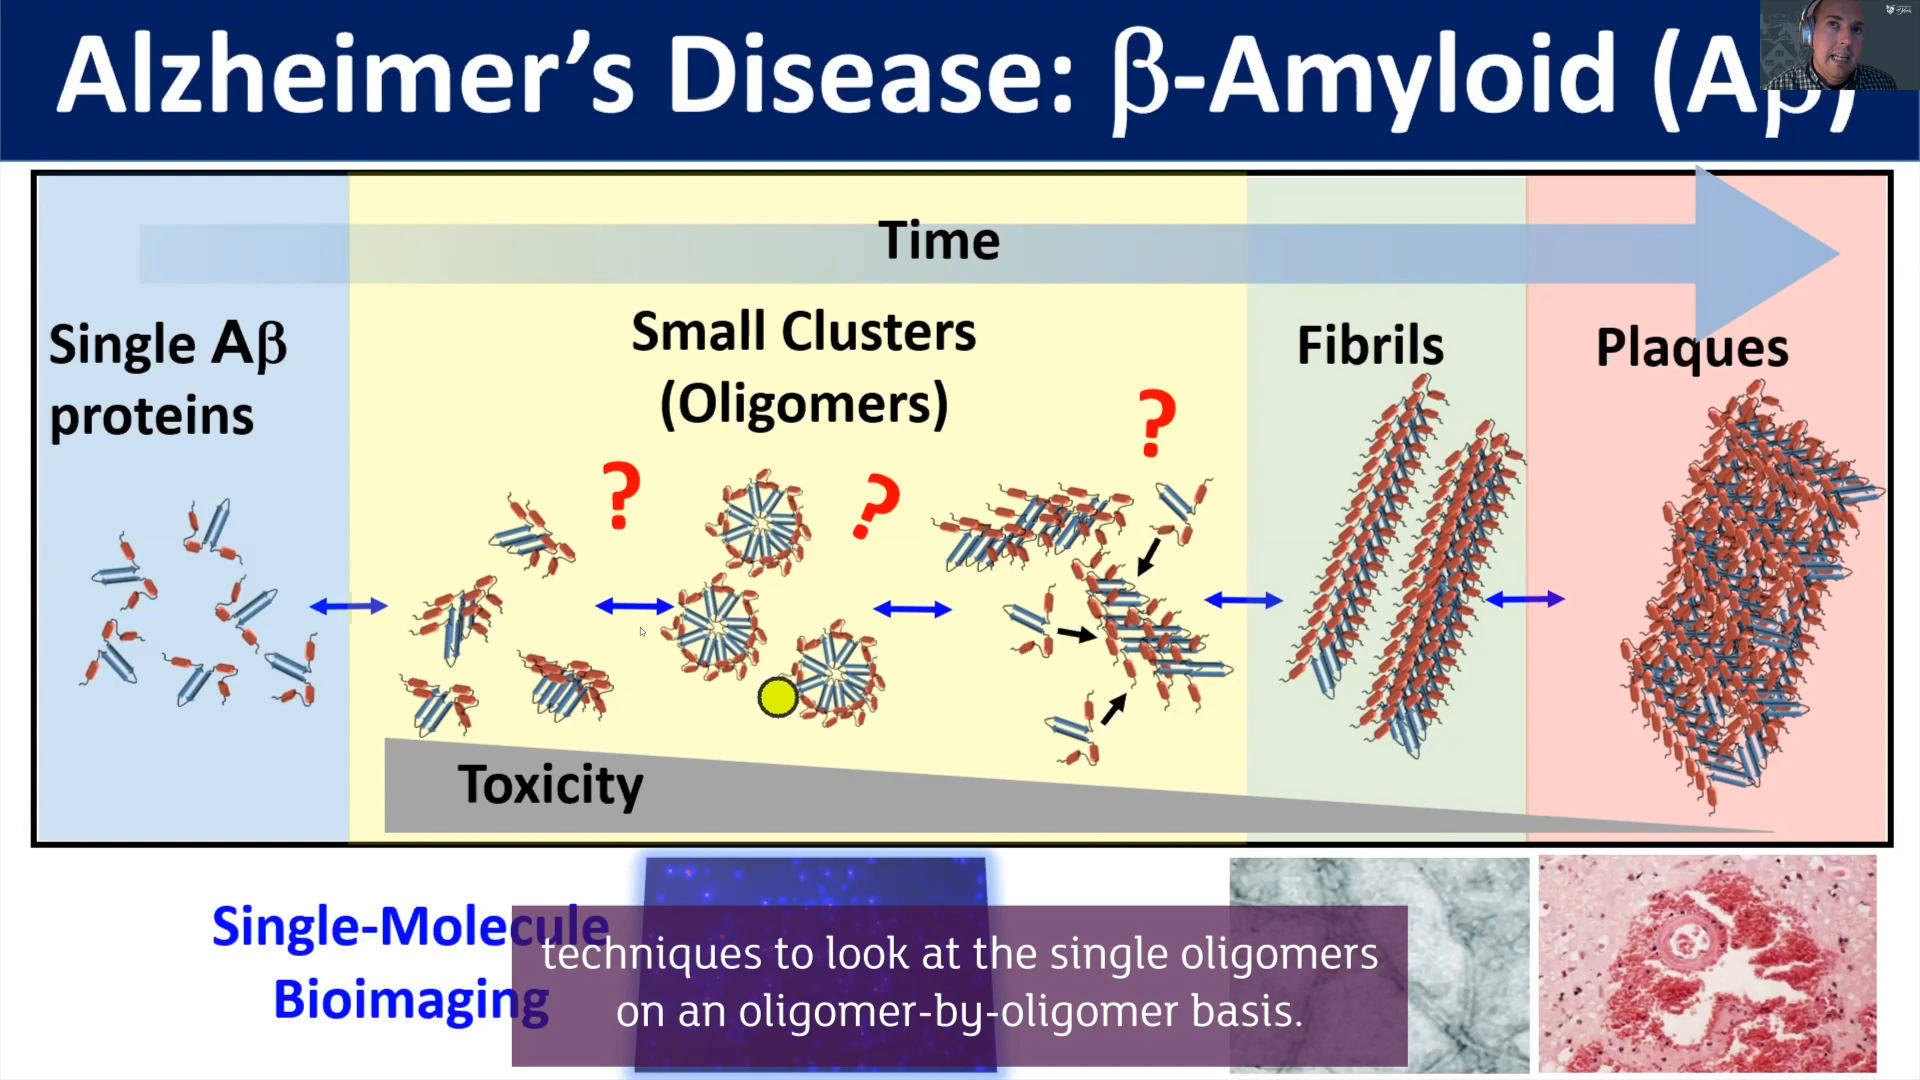 Alzheimer's Disease: β-Amyloid (Aβ)
Time
Single Aβ
proteins
Small Clusters
(Oligomers)
Fibrils
Plaques
?
?
?
Toxicity
Single-Molecule
Bioimaging
techniques to look at the single oligomers
on an oligomer-by-oligomer basis.